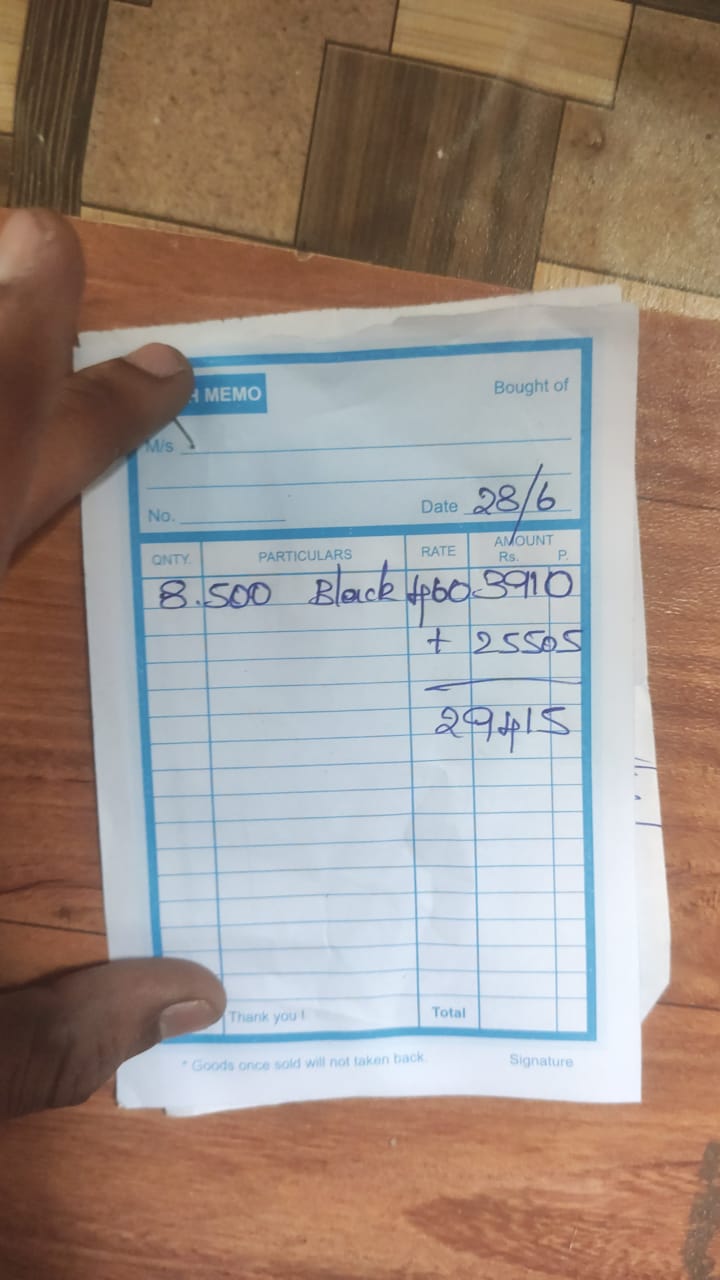 H MEMO
Bought of
M/s
No. Date 28/6
QNTY. PARTICULARS RATE AMOUNT
Rs. P.
8.500 Black 460 3910
+ 25505
29415
Thank you ! Total
* Goods once sold will not taken back. Signature